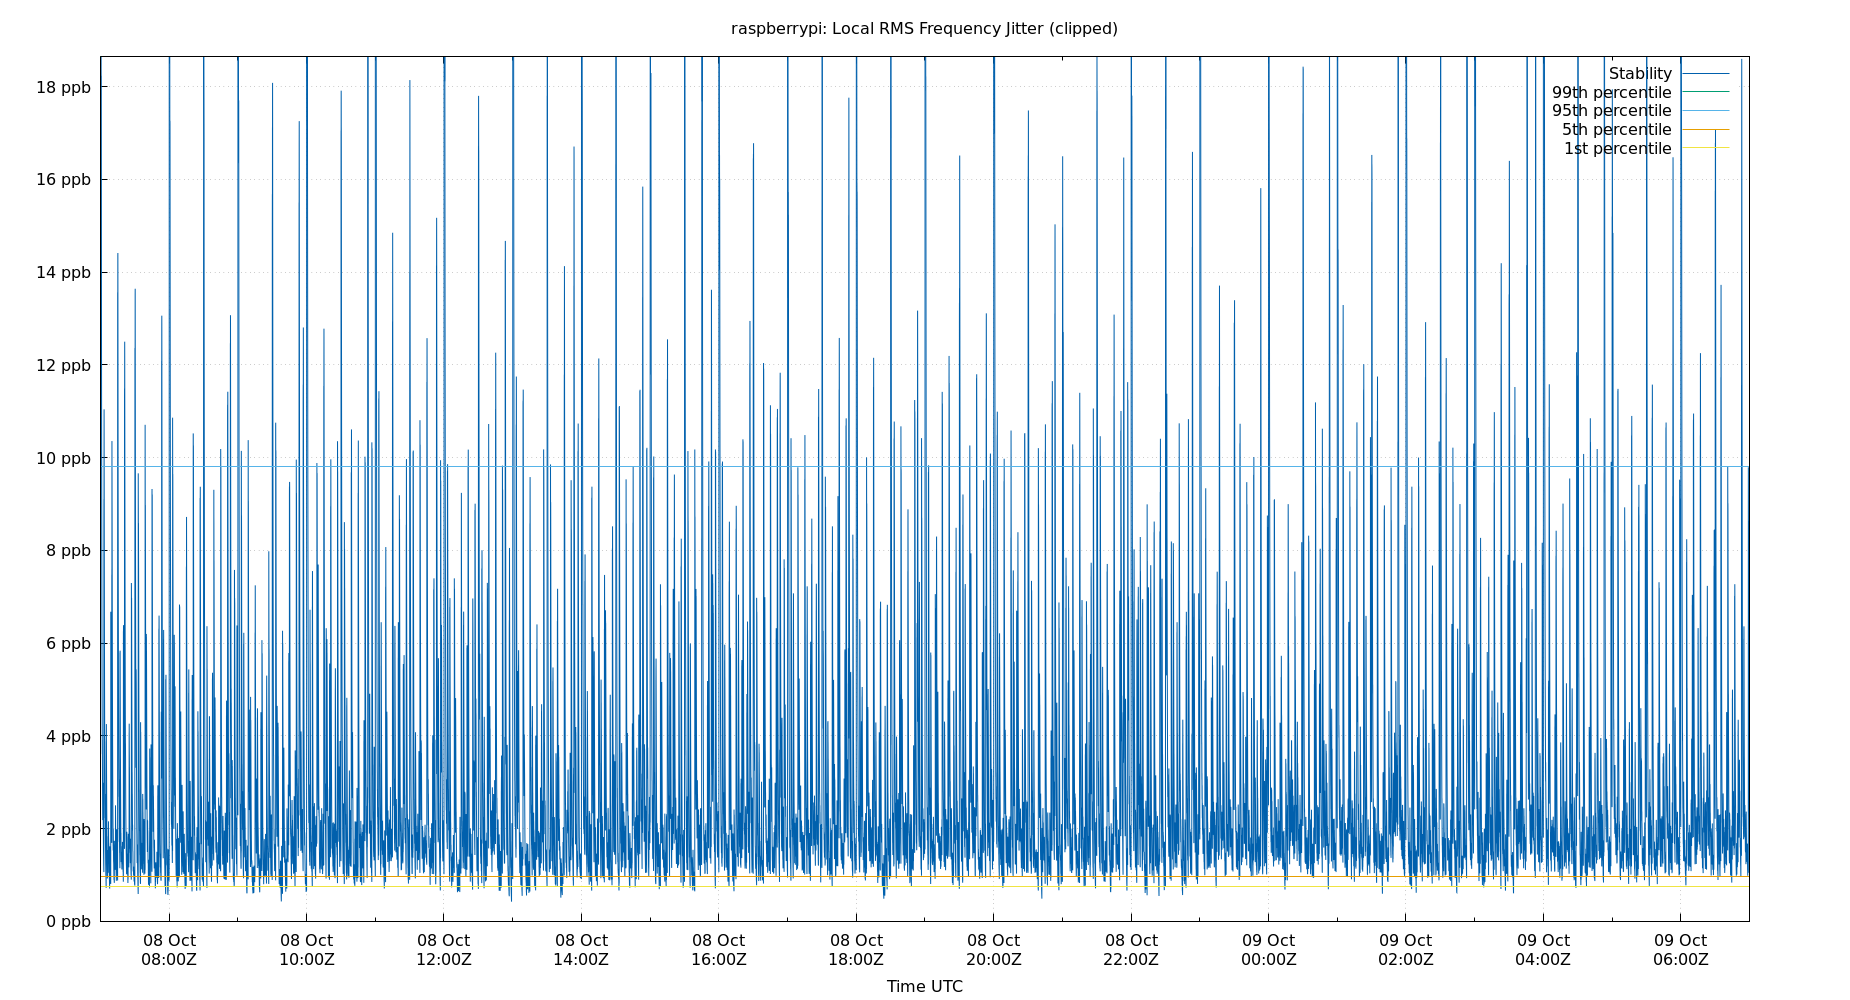 raspberrypi: Local RMS Frequency Jitter (clipped)
Stability
99th percentile
95th percentile
5th percentile
1st percentile
18 ppb
16 ppb
14 ppb
12 ppb
10 ppb
8 ppb
6 ppb
4 ppb
2 ppb
0 ppb
08 Oct 08 Oct 08 Oct 08 Oct 08 Oct 08 Oct 08 Oct 08 Oct 09 Oct 09 Oct 09 Oct 09 Oct
08:00Z 10:00Z 12:00Z 14:00Z 16:00Z 18:00Z 20:00Z 22:00Z 00:00Z 02:00Z 04:00Z 06:00Z
Time UTC